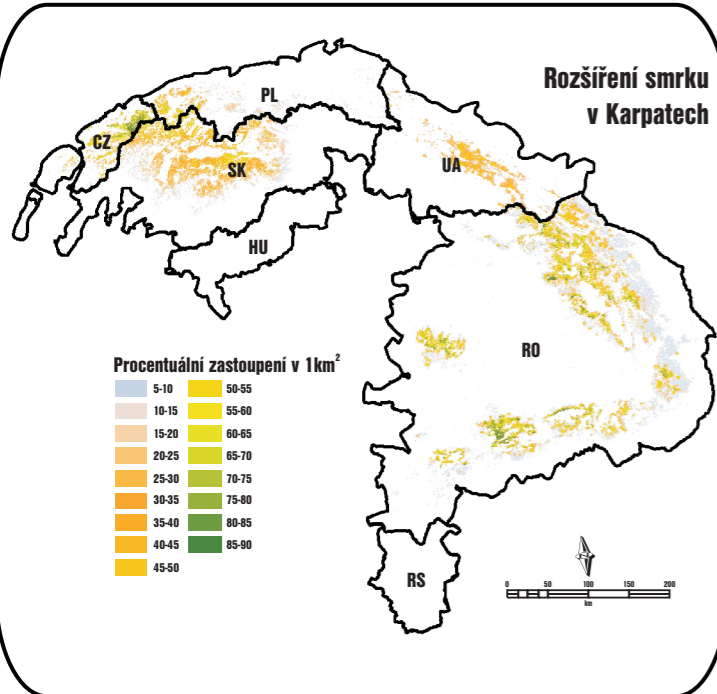 Rozšíření smrku
v Karpatech
PL
CZ
SK
UA
HU
RO
RS
Procentuální zastoupení v 1km²
5-10
10-15
15-20
20-25
25-30
30-35
35-40
40-45
45-50
50-55
55-60
60-65
65-70
70-75
75-80
80-85
85-90
0 50 100 150 200
km